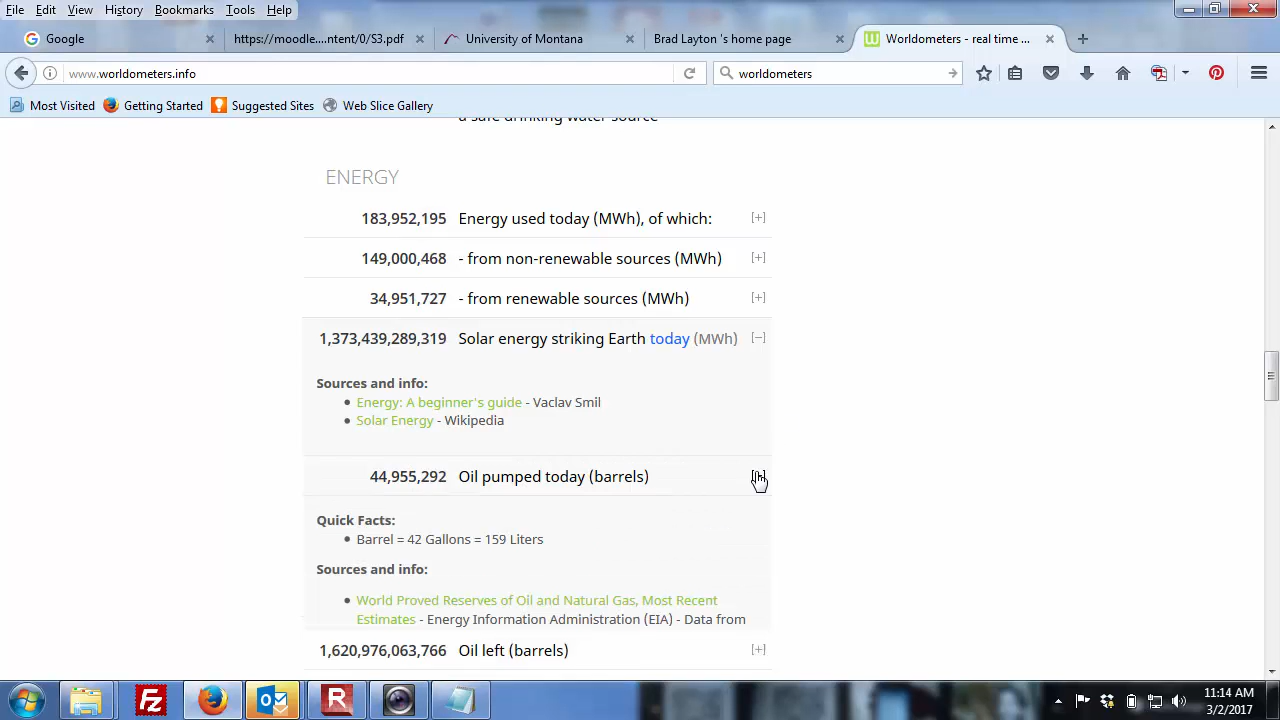 File Edit View History Bookmarks Tools Help
Google
https://moodle....ntent/0/S3.pdf
University of Montana
Brad Layton 's home page
Worldometers - real time ...
www.worldometers.info
worldometers
Most Visited Getting Started Suggested Sites Web Slice Gallery
a safe drinking water source
ENERGY
183,952,195 Energy used today (MWh), of which: [+]
149,000,468 - from non-renewable sources (MWh) [+]
34,951,727 - from renewable sources (MWh) [+]
1,373,439,289,319 Solar energy striking Earth today (MWh) [−]
Sources and info:
• Energy: A beginner's guide - Vaclav Smil
• Solar Energy - Wikipedia
44,955,292 Oil pumped today (barrels)
Quick Facts:
• Barrel = 42 Gallons = 159 Liters
Sources and info:
• World Proved Reserves of Oil and Natural Gas, Most Recent
Estimates - Energy Information Administration (EIA) - Data from
1,620,976,063,766 Oil left (barrels) [+]
11:14 AM
3/2/2017